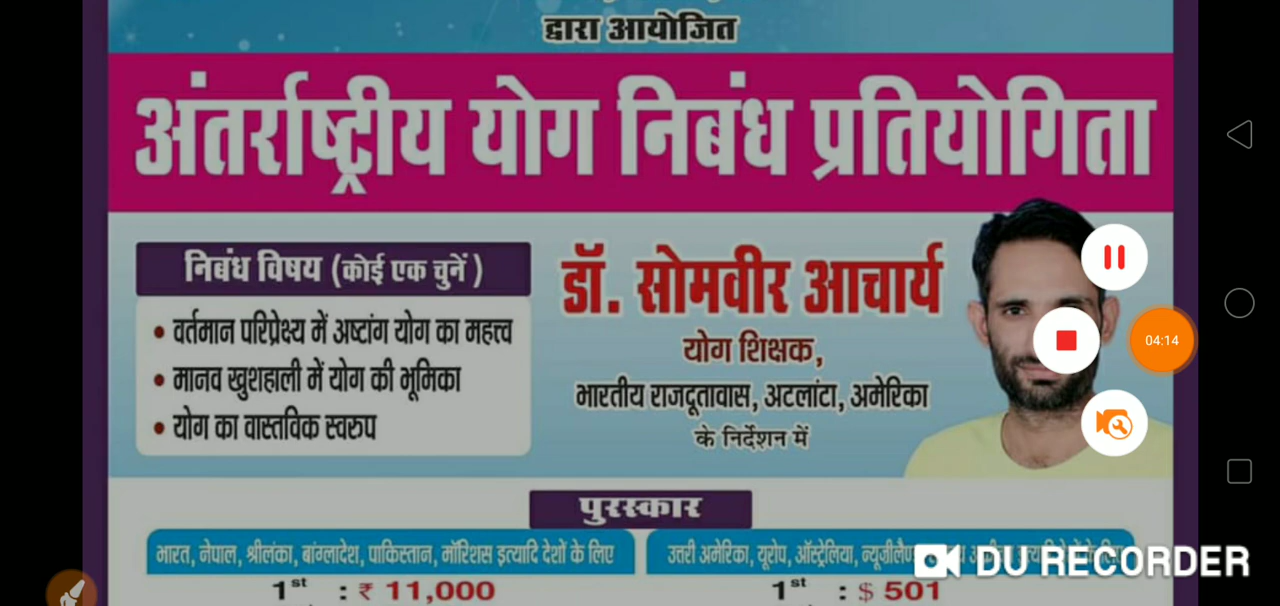 द्वारा आयोजित
अंतर्राष्ट्रीय योग निबंध प्रतियोगिता
निबंध विषय (कोई एक चुनें )
• वर्तमान परिप्रेक्ष्य में अष्टांग योग का महत्त्व
• मानव खुशहाली में योग की भूमिका
• योग का वास्तविक स्वरुप
डॉ. सोमवीर आचार्य
योग शिक्षक,
भारतीय राजदूतावास, अटलांटा, अमेरिका
के निर्देशन में
04:14
पुरस्कार
भारत, नेपाल, श्रीलंका, बांग्लादेश, पाकिस्तान, मॉरिशस इत्यादि देशों के लिए
1st : ₹ 11,000
उत्तरी अमेरिका, यूरोप, ऑस्ट्रेलिया,
1st : $ 501
DU RECORDER